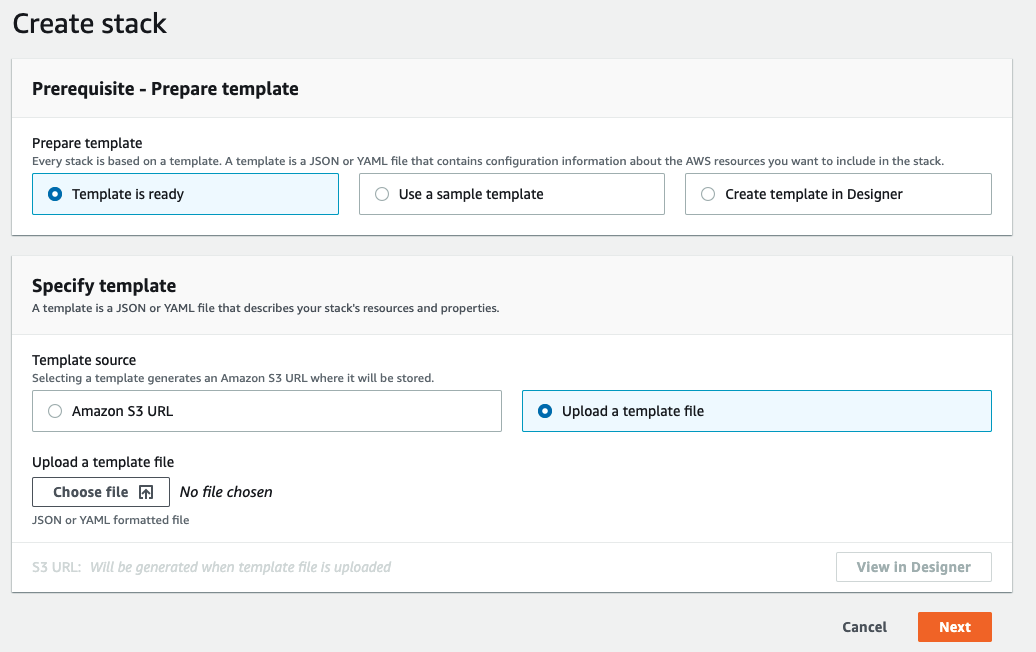 Create stack
Prerequisite - Prepare template
Prepare template
Every stack is based on a template. A template is a JSON or YAML file that contains configuration information about the AWS resources you want to include in the stack.
Template is ready
Use a sample template
Create template in Designer
Specify template
A template is a JSON or YAML file that describes your stack's resources and properties.
Template source
Selecting a template generates an Amazon S3 URL where it will be stored.
Amazon S3 URL
Upload a template file
Upload a template file
Choose file
No file chosen
JSON or YAML formatted file
S3 URL: Will be generated when template file is uploaded
View in Designer
Cancel
Next